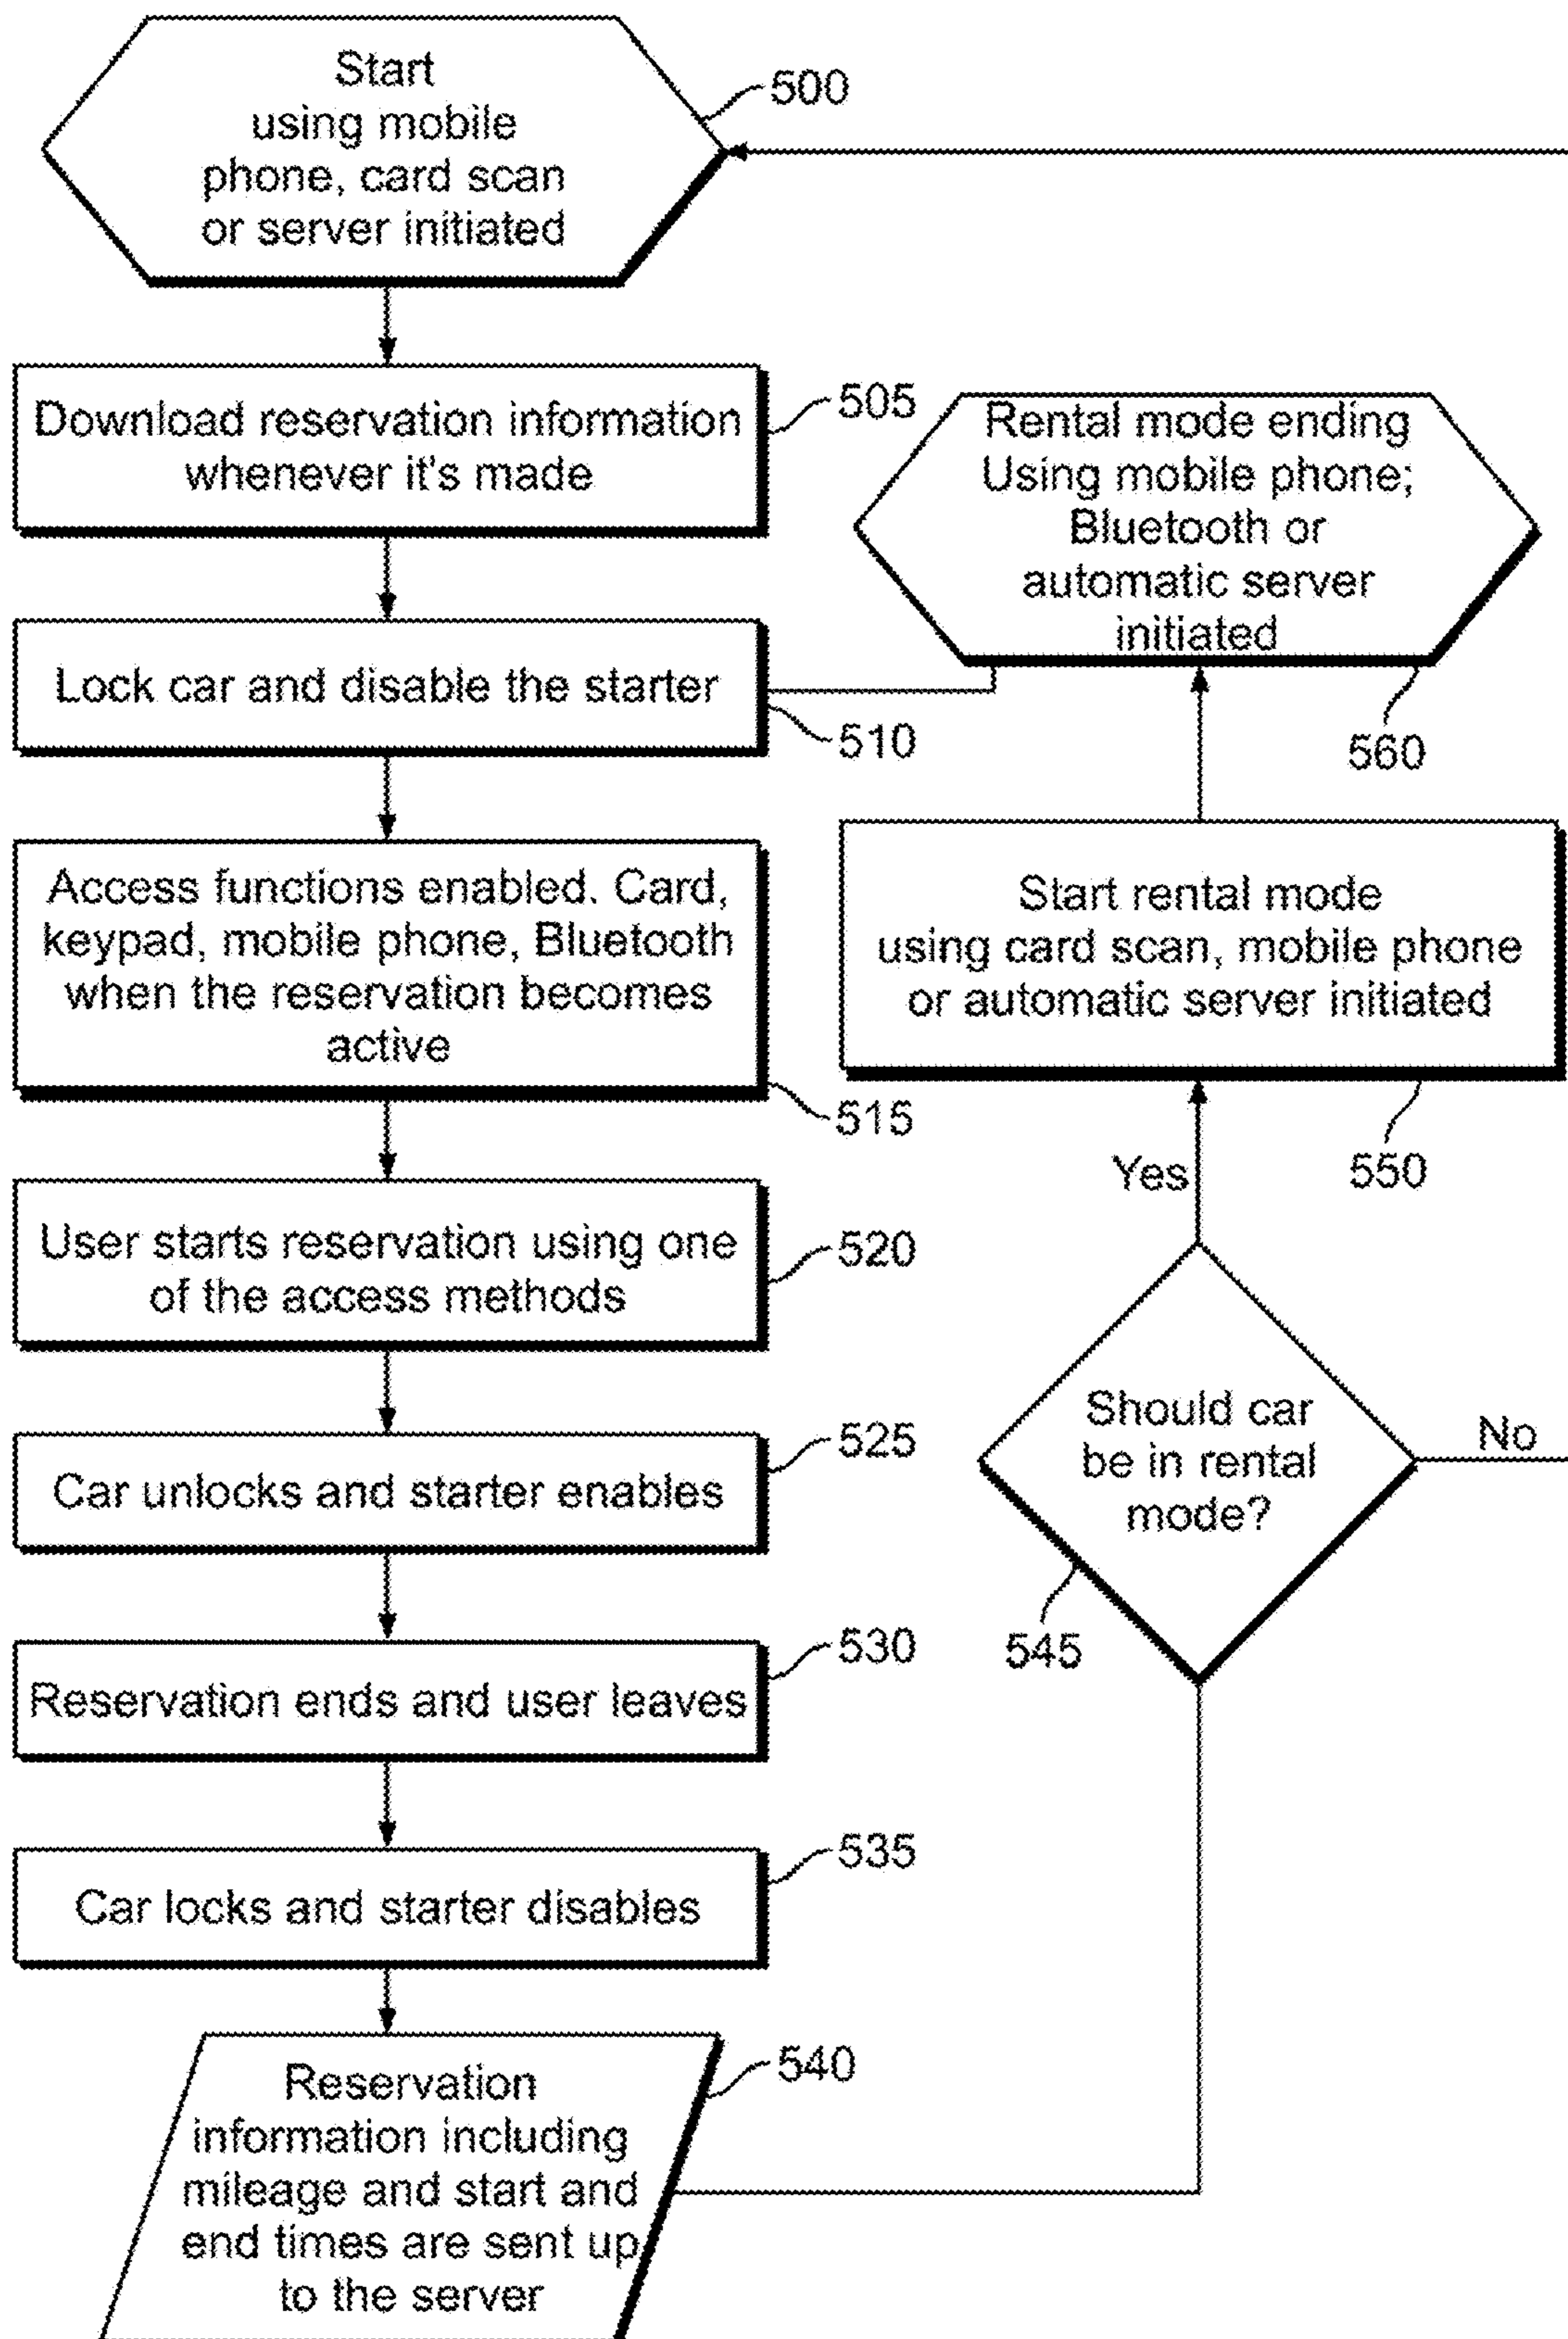 Start
using mobile
phone, card scan
or server initiated
500
Download reservation information
whenever it's made
505
Lock car and disable the starter
510
Access functions enabled. Card,
keypad, mobile phone, Bluetooth
when the reservation becomes
active
515
User starts reservation using one
of the access methods
520
Car unlocks and starter enables
525
Reservation ends and user leaves
530
Car locks and starter disables
535
Reservation
information including
mileage and start and
end times are sent up
to the server
540
Should car
be in rental
mode?
545
No
Yes
Start rental mode
using card scan, mobile phone
or automatic server initiated
550
Rental mode ending
Using mobile phone;
Bluetooth or
automatic server
initiated
560